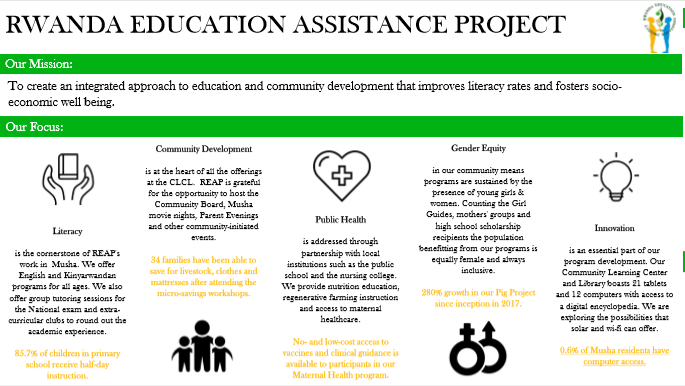 RWANDA EDUCATION ASSISTANCE PROJECT
Our Mission:
To create an integrated approach to education and community development that improves literacy rates and fosters socio-
economic well being.
Our Focus:
Literacy
is the cornerstone of REAP's
work in Musha. We offer
English and Kinyarwandan
programs for all ages. We also
offer group tutoring sessions for
the National exam and extra-
curricular clubs to round out the
academic experience.
85.7% of children in primary
school receive half-day
instruction.
Community Development
is at the heart of all the offerings
at the CLCL. REAP is grateful
for the opportunity to host the
Community Board, Musha
movie nights, Parent Evenings
and other community-initiated
events.
34 families have been able to
save for livestock, clothes and
mattresses after attending the
micro-savings workshops.
Public Health
is addressed through
partnership with local
institutions such as the public
school and the nursing college.
We provide nutrition education,
regenerative farming instruction
and access to maternal
healthcare.
No- and low-cost access to
vaccines and clinical guidance is
available to participants in our
Maternal Health program.
Gender Equity
in our community means
programs are sustained by the
presence of young girls &
women. Counting the Girl
Guides, mothers' groups and
high school scholarship
recipients the population
benefitting from our programs is
equally female and always
inclusive.
280% growth in our Pig Project
since inception in 2017.
Innovation
is an essential part of our
program development. Our
Community Learning Center
and Library boasts 21 tablets
and 12 computers with access to
a digital encyclopedia. We are
exploring the possibilities that
solar and wi-fi can offer.
0.6% of Musha residents have
computer access.